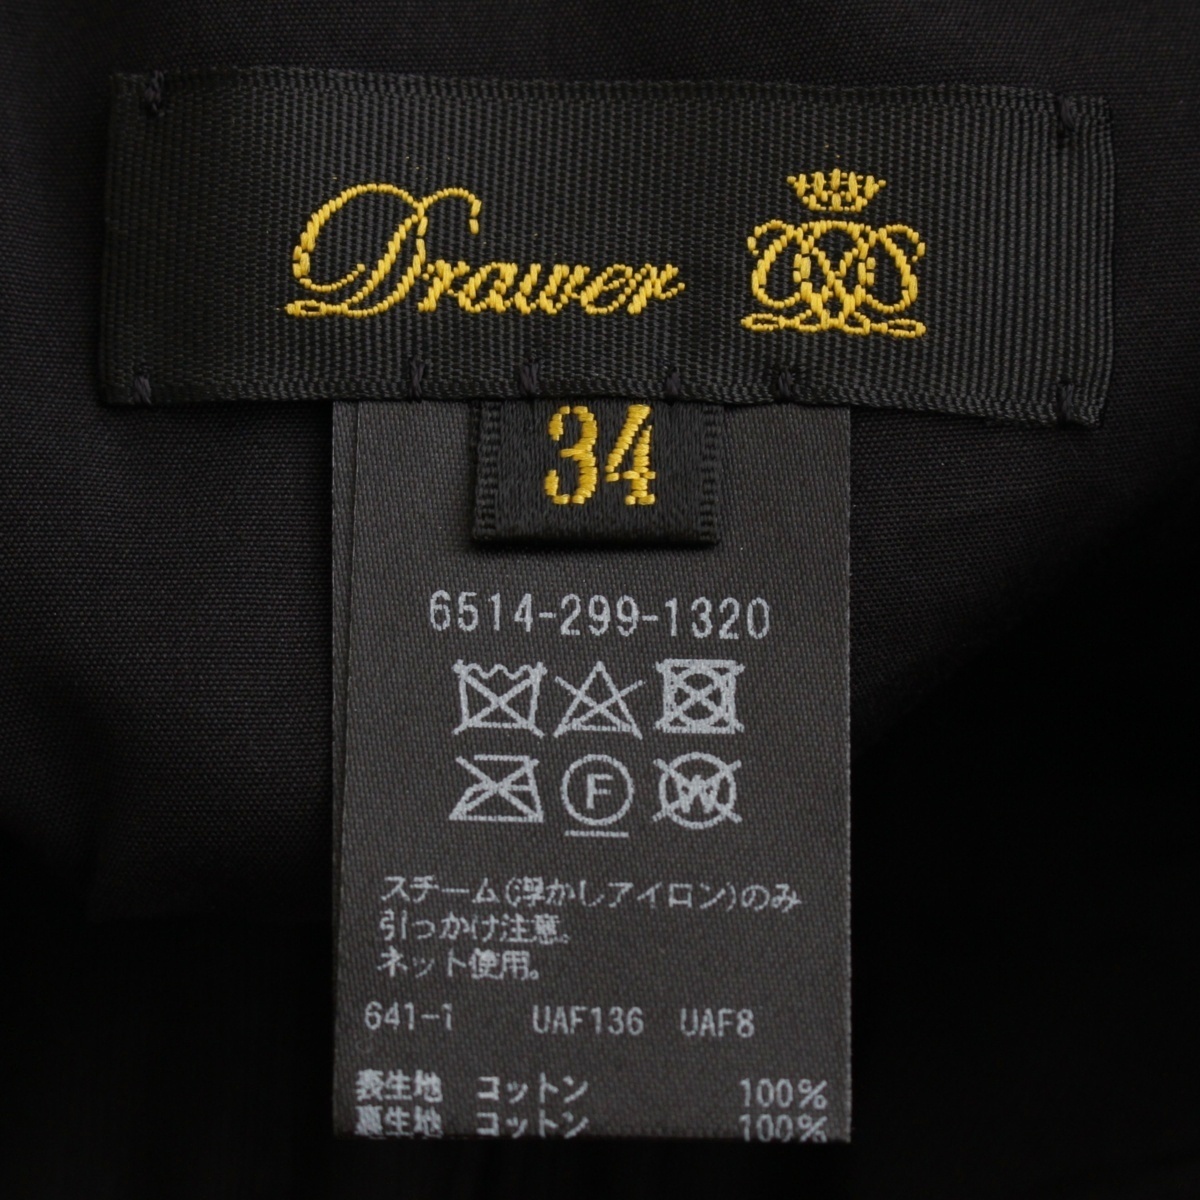 Drawer
34
6514-299-1320
F
W
スチーム(浮かしアイロン)のみ
引っかけ注意。
ネット使用。
641-1 UAF136 UAF8
表生地 コットン 100%
裏生地 コットン 100%